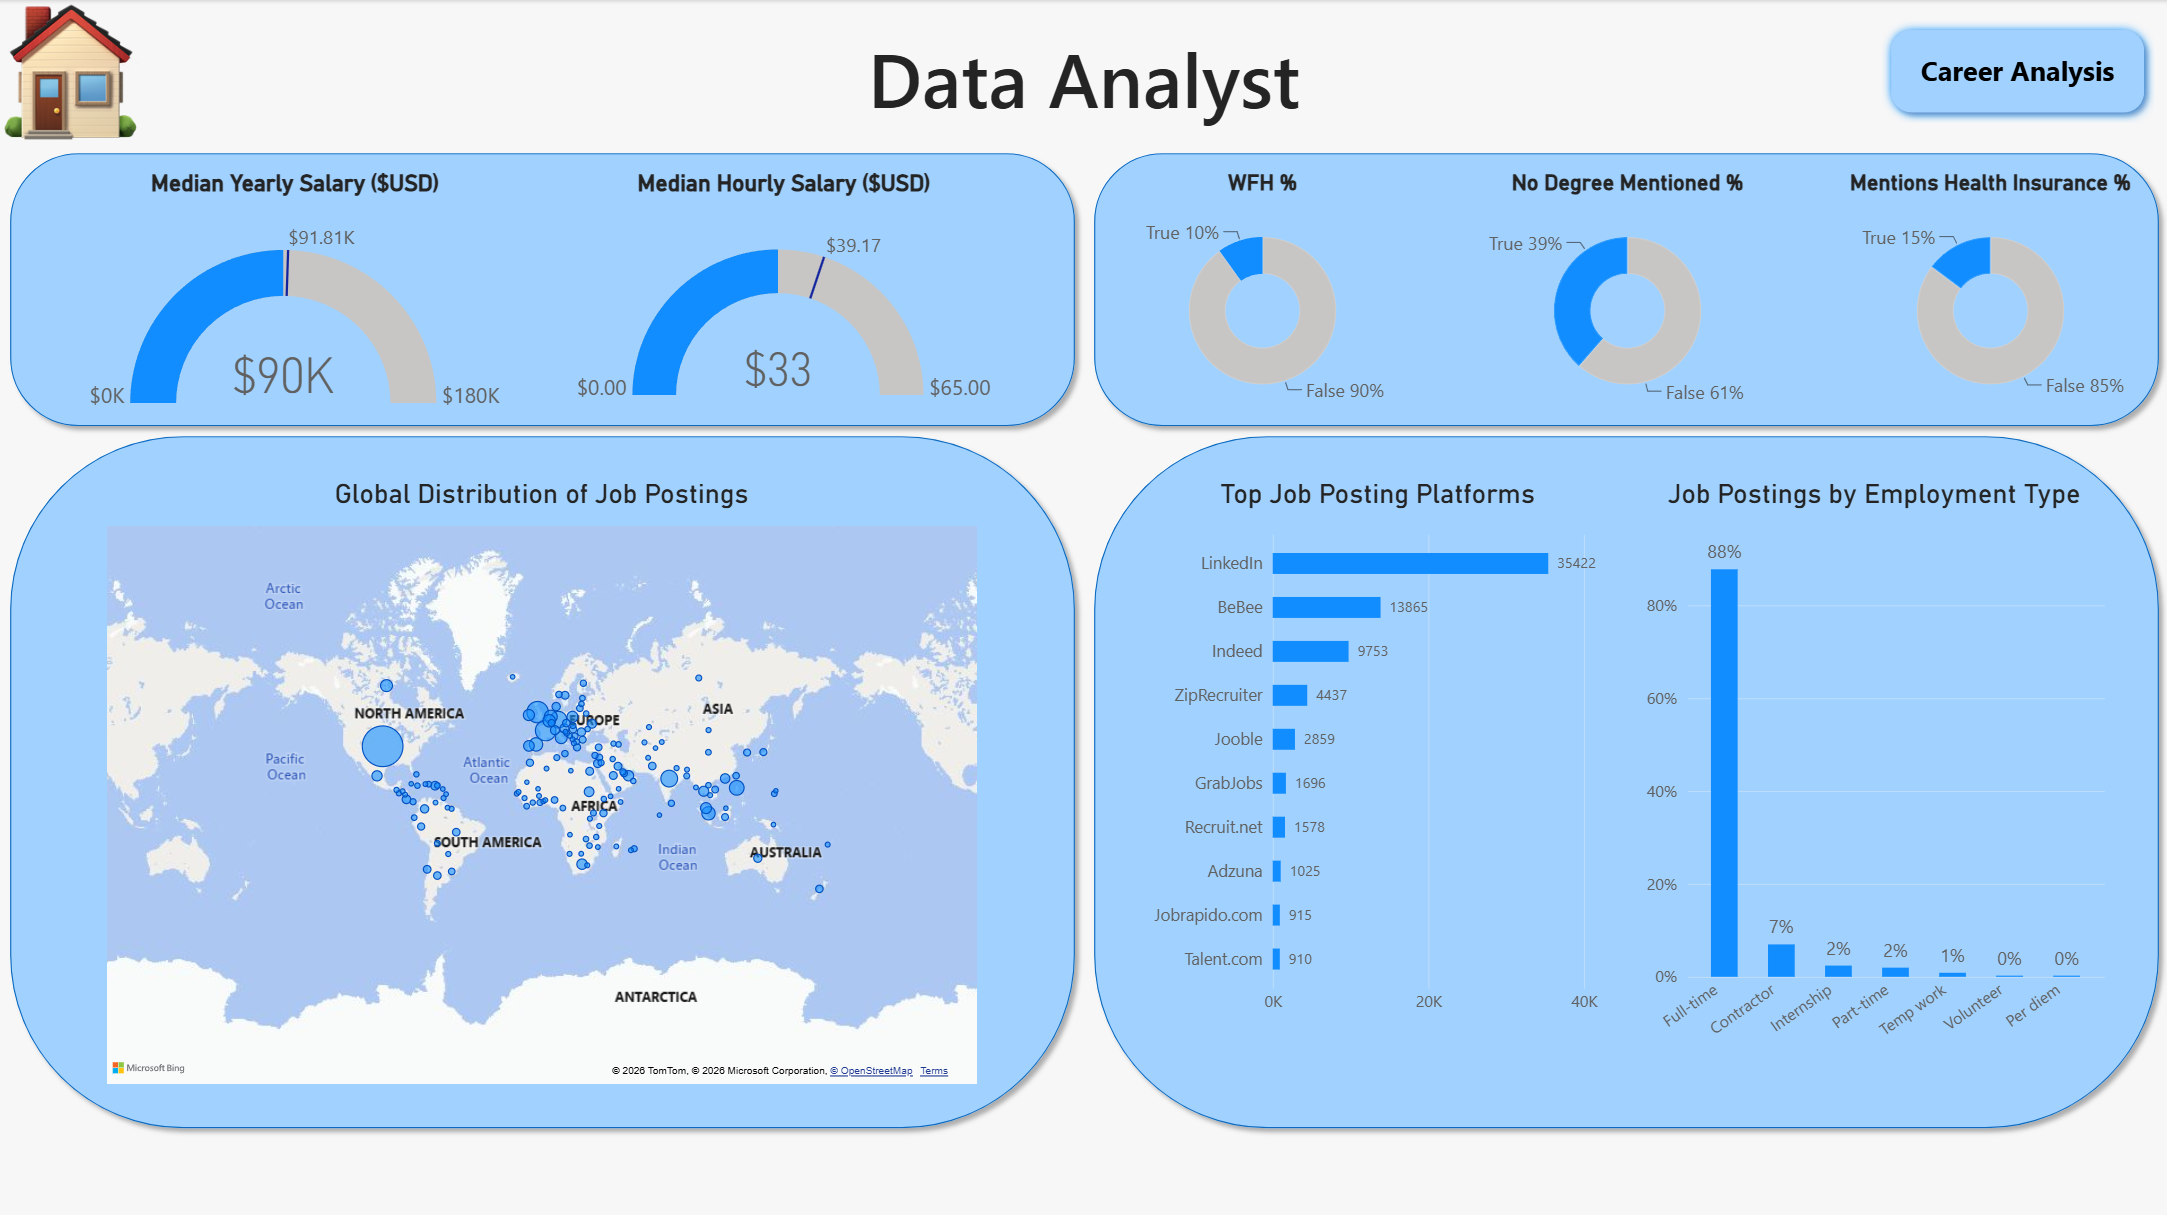 Data Analyst
Career Analysis
Median Yearly Salary ($USD)
$91.81K
$90K
$0K
$180K
Median Hourly Salary ($USD)
$39.17
$33
$0.00
$65.00
WFH %
True 10%
False 90%
No Degree Mentioned %
True 39%
False 61%
Mentions Health Insurance %
True 15%
False 85%
Global Distribution of Job Postings
Arctic
Ocean
NORTH AMERICA
EUROPE
ASIA
Pacific
Ocean
Atlantic
Ocean
AFRICA
SOUTH AMERICA
Indian
Ocean
AUSTRALIA
ANTARCTICA
Microsoft Bing
© 2026 TomTom, © 2026 Microsoft Corporation, © OpenStreetMap Terms
Top Job Posting Platforms
LinkedIn 35422
BeBee 13865
Indeed 9753
ZipRecruiter 4437
Jooble 2859
GrabJobs 1696
Recruit.net 1578
Adzuna 1025
Jobrapido.com 915
Talent.com 910
0K 20K 40K
Job Postings by Employment Type
88%
80%
60%
40%
20%
0%
7%
2%
2%
1%
0%
0%
Full-time
Contractor
Internship
Part-time
Temp work
Volunteer
Per diem